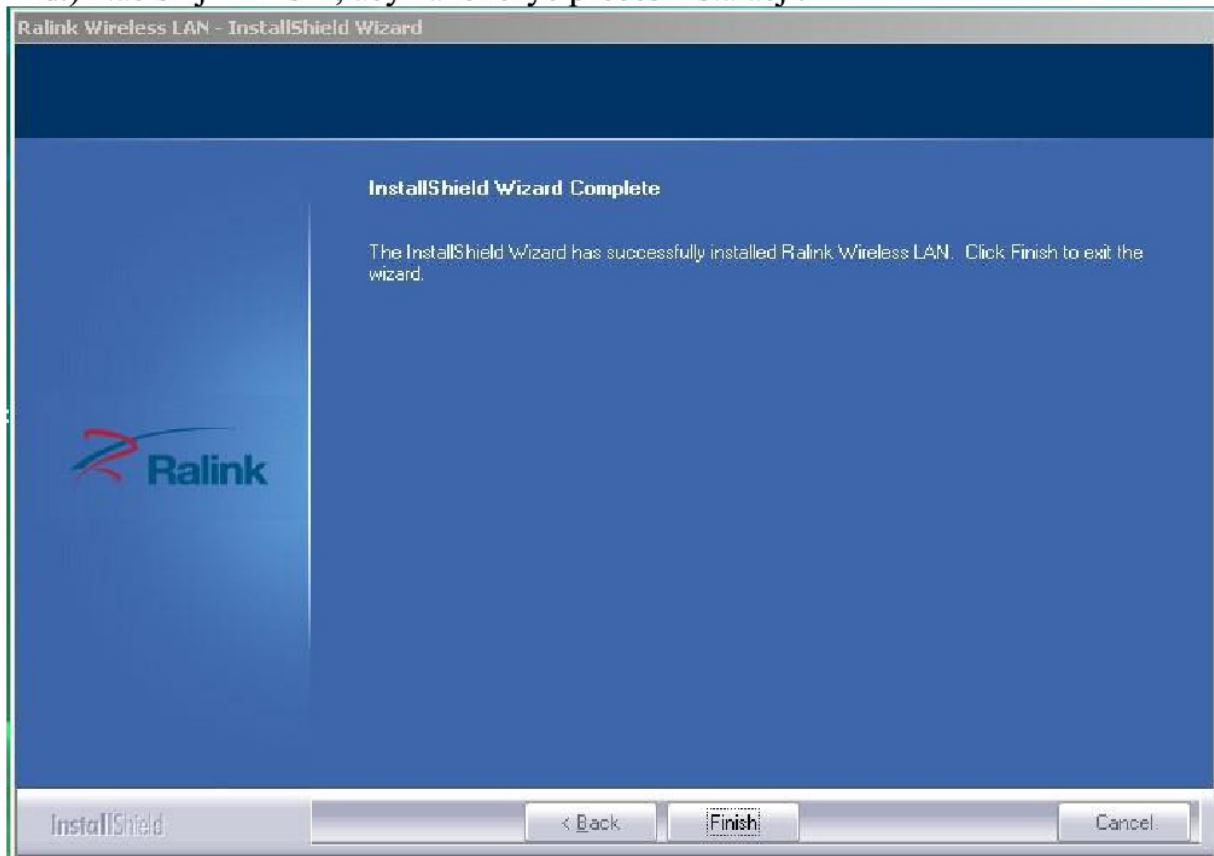 Ralink Wireless LAN - InstallShield Wizard
InstallShield Wizard Complete
The InstallShield Wizard has successfully installed Ralink Wireless LAN. Click Finish to exit the
wizard.
Ralink
InstallShield
< Back
Finish
Cancel